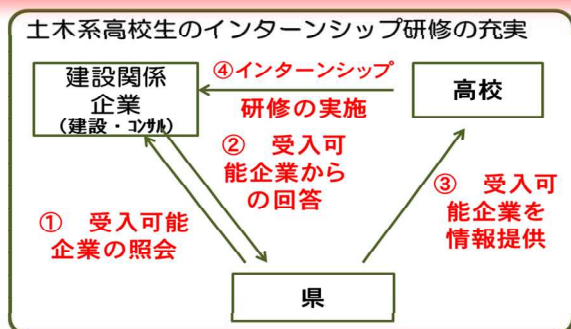 土木系高校生のインターンシップ研修の充実
建設関係
企業
(建設・ｺﾝｻﾙ)
④インターンシップ
研修の実施
高校
② 受入可
能企業から
の回答
③ 受入可
能企業を
情報提供
① 受入可能
企業の照会
県